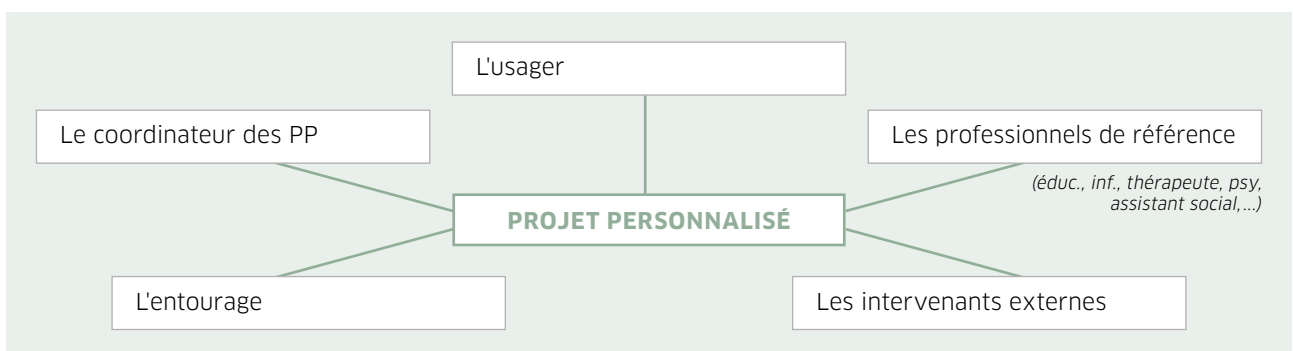 L'usager
Le coordinateur des PP
Les professionnels de référence
(éduc., inf., thérapeute, psy,
assistant social,...)
PROJET PERSONNALISÉ
L'entourage
Les intervenants externes